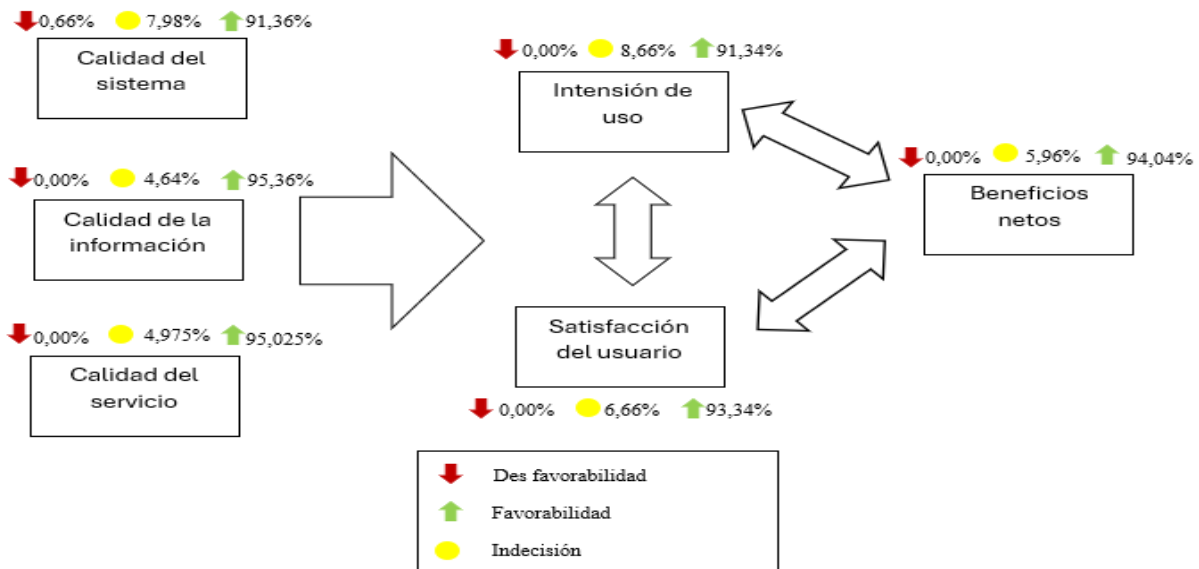 0,66% 7,98% 91,36%
Calidad del
sistema
0,00% 4,64% 95,36%
Calidad de la
información
0,00% 4,975% 95,025%
Calidad del
servicio
0,00% 8,66% 91,34%
Intensión de
uso
Satisfacción
del usuario
0,00% 6,66% 93,34%
0,00% 5,96% 94,04%
Beneficios
netos
Des favorabilidad
Favorabilidad
Indecisión